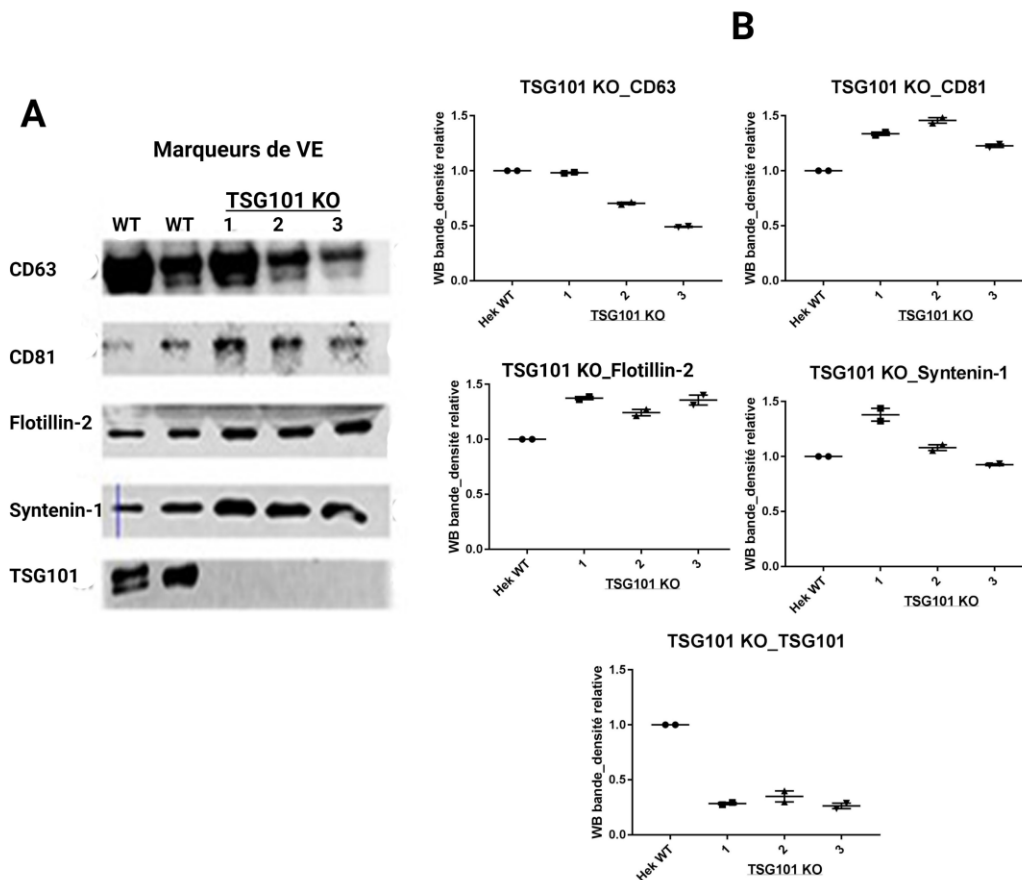 A
Marqueurs de VE
TSG101 KO
WT WT 1 2 3
CD63
CD81
Flotillin-2
Syntenin-1
TSG101
B
TSG101 KO_CD63
WB bande_densité relative
1.5
1.0
0.5
0.0
Hek WT 1 2 3
TSG101 KO
TSG101 KO_CD81
WB bande_densité relative
1.5
1.0
0.5
0.0
Hek WT 1 2 3
TSG101 KO
TSG101 KO_Flotillin-2
WB bande_densité relative
1.5
1.0
0.5
0.0
Hek WT 1 2 3
TSG101 KO
TSG101 KO_Syntenin-1
WB bande_densité relative
1.5
1.0
0.5
0.0
Hek WT 1 2 3
TSG101 KO
TSG101 KO_TSG101
WB bande_densité relative
1.5
1.0
0.5
0.0
Hek WT 1 2 3
TSG101 KO